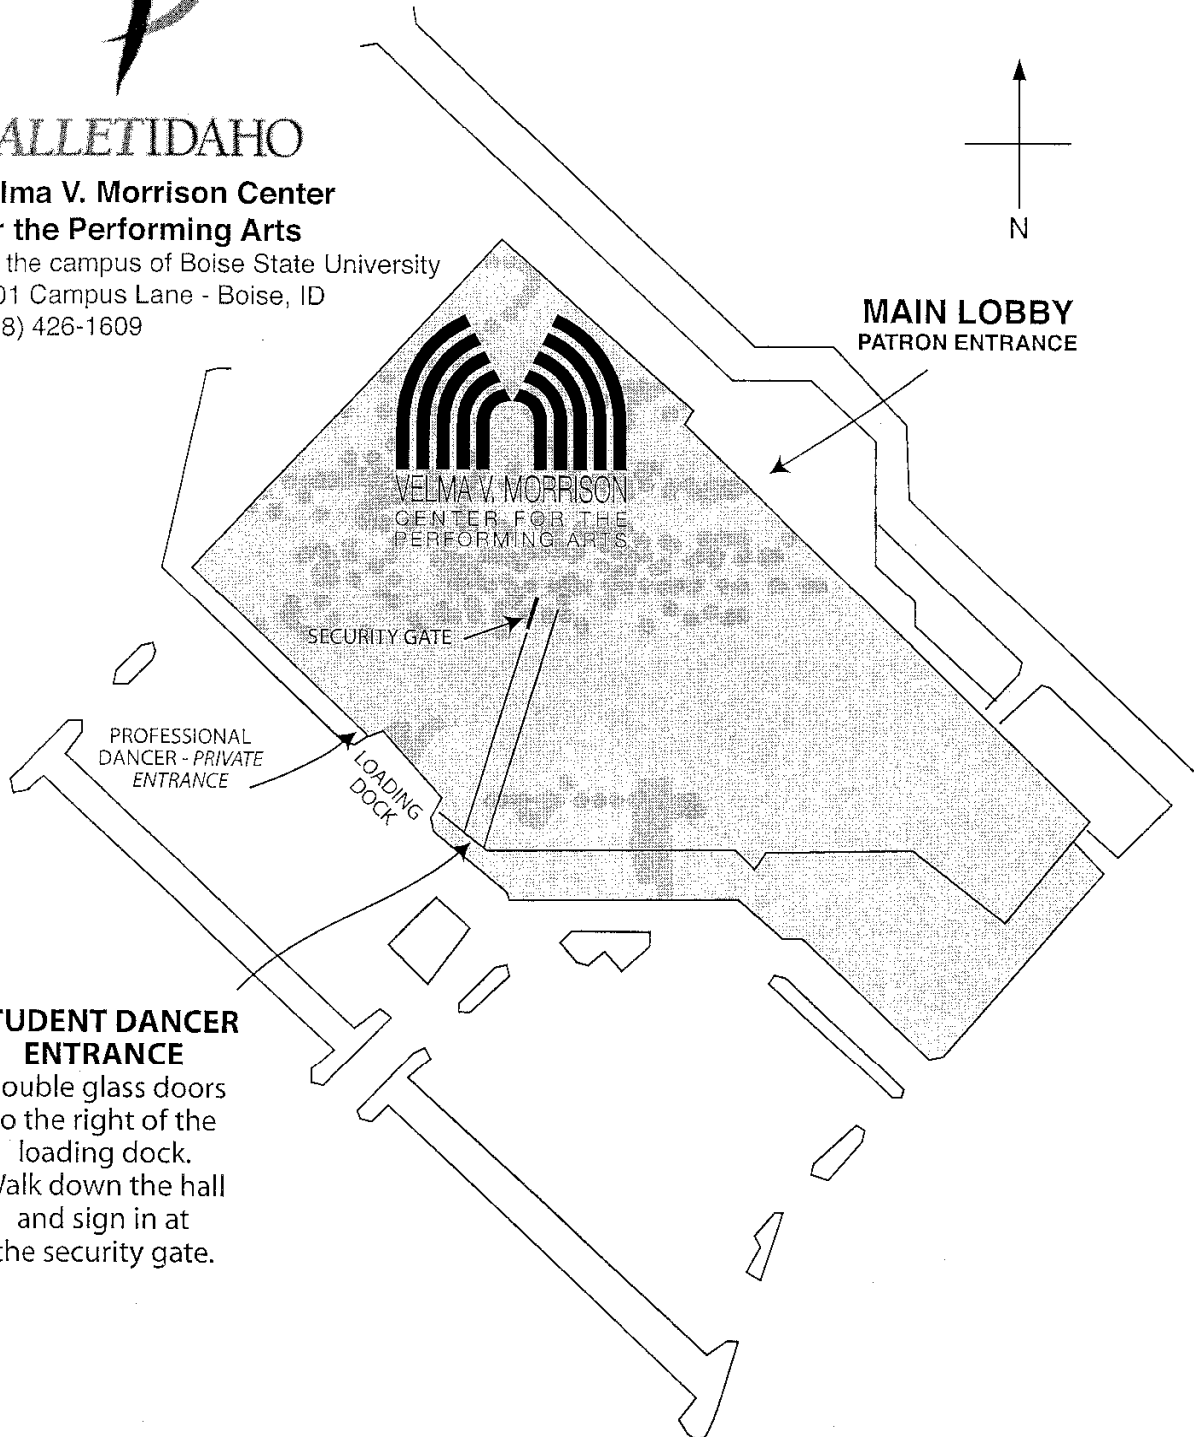 ALLETIDAHO
lma V. Morrison Center
r the Performing Arts
the campus of Boise State University
01 Campus Lane - Boise, ID
8) 426-1609
N
MAIN LOBBY
PATRON ENTRANCE
VELMA V. MORRISON
CENTER FOR THE
PERFORMING ARTS
SECURITY GATE
PROFESSIONAL
DANCER - PRIVATE
ENTRANCE
LOADING
DOCK
TUDENT DANCER
ENTRANCE
ouble glass doors
o the right of the
loading dock.
Walk down the hall
and sign in at
the security gate.